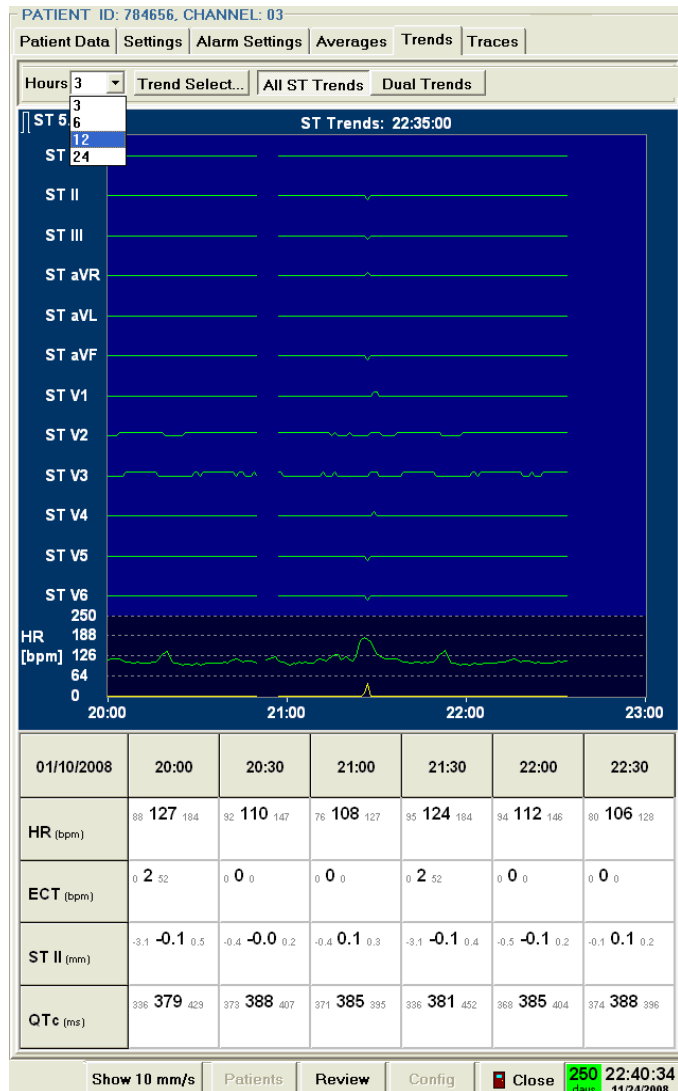 PATIENT ID: 784656, CHANNEL: 03
Patient Data Settings Alarm Settings Averages Trends Traces
Hours 3 Trend Select... All ST Trends Dual Trends
3
6
12
24
ST 5. ST Trends: 22:35:00
ST
ST II
ST III
ST aVR
ST aVL
ST aVF
ST V1
ST V2
ST V3
ST V4
ST V5
ST V6
250
HR 188
[bpm] 126
64
0
20:00 21:00 22:00 23:00
01/10/2008 20:00 20:30 21:00 21:30 22:00 22:30
HR (bpm) 88 127 184 92 110 147 76 108 127 95 124 184 94 112 146 80 106 128
ECT (bpm) 0 2 52 0 0 0 0 0 0 0 2 52 0 0 0 0 0 0
ST II (mm) -3.1 -0.1 0.5 -0.4 -0.0 0.2 -0.4 0.1 0.3 -3.1 -0.1 0.4 -0.5 -0.1 0.2 -0.1 0.1 0.2
QTc (ms) 336 379 429 373 388 407 371 385 395 336 381 452 368 385 404 374 388 396
Show 10 mm/s Patients Review Config Close 250 22:40:34
days 11/24/2008